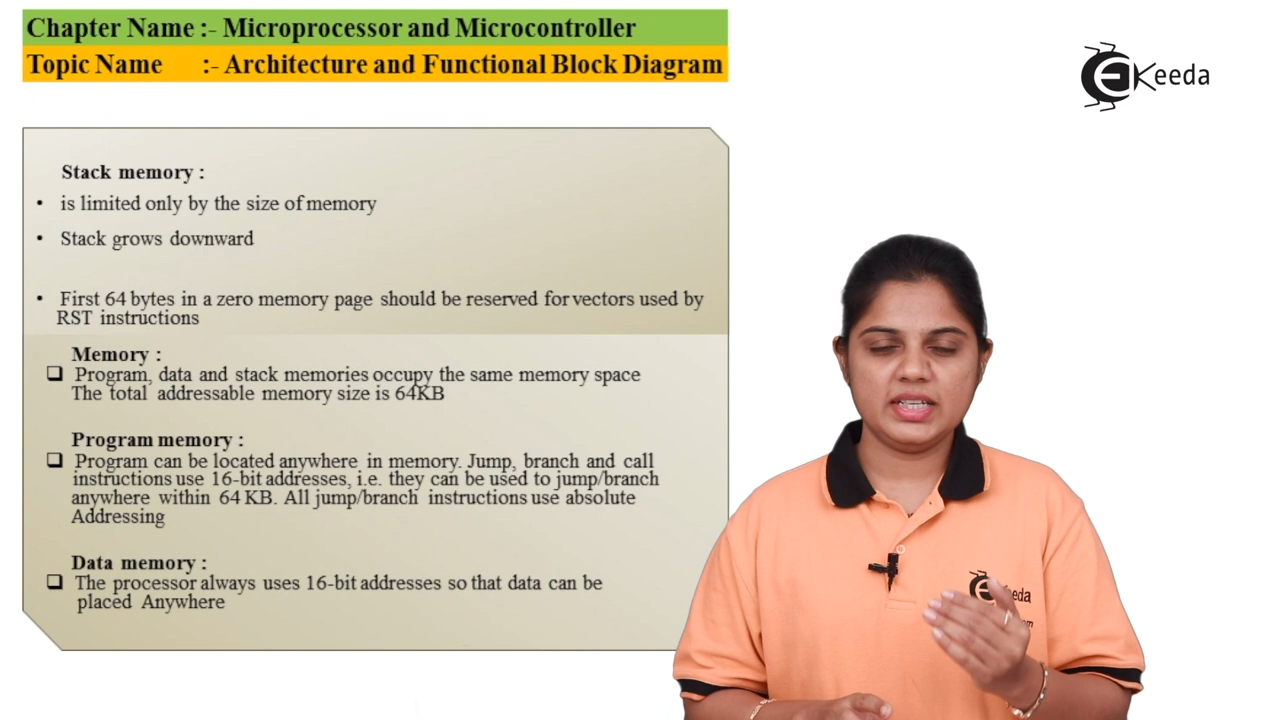 Chapter Name :- Microprocessor and Microcontroller
Topic Name :- Architecture and Functional Block Diagram
Keeda
Stack memory :
• is limited only by the size of memory
• Stack grows downward
• First 64 bytes in a zero memory page should be reserved for vectors used by
RST instructions
Memory :
❑ Program, data and stack memories occupy the same memory space
The total addressable memory size is 64KB
Program memory :
❑ Program can be located anywhere in memory. Jump, branch and call
instructions use 16-bit addresses, i.e. they can be used to jump/branch
anywhere within 64 KB. All jump/branch instructions use absolute
Addressing
Data memory :
❑ The processor always uses 16-bit addresses so that data can be
placed Anywhere
eeda